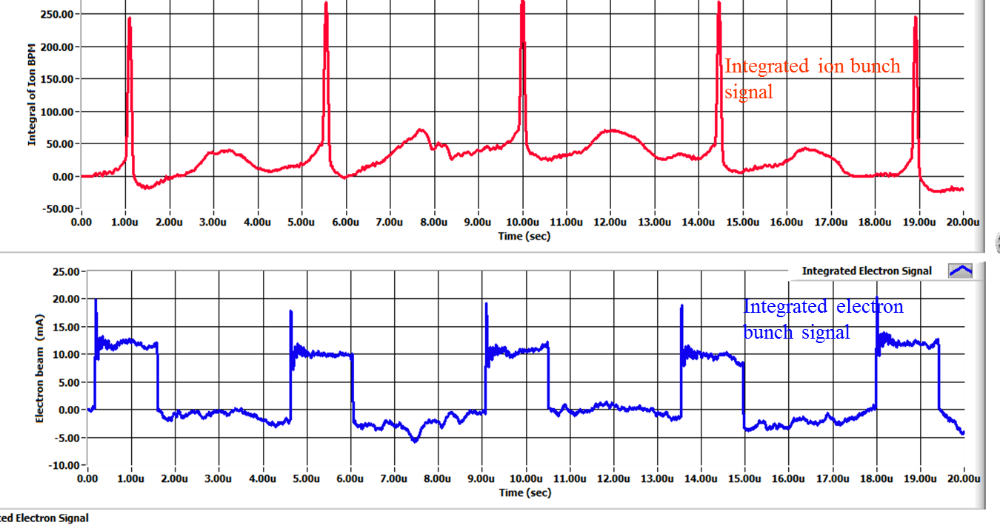 250.00
200.00
150.00
100.00
50.00
0.00
-50.00
Integral of Ion BPM
Integrated ion bunch
signal
0.00 1.00u 2.00u 3.00u 4.00u 5.00u 6.00u 7.00u 8.00u 9.00u 10.00u 11.00u 12.00u 13.00u 14.00u 15.00u 16.00u 17.00u 18.00u 19.00u 20.00u
Time (sec)
Integrated Electron Signal
25.00
20.00
15.00
10.00
5.00
0.00
-5.00
-10.00
Electron beam (mA)
Integrated electron
bunch signal
0.00 1.00u 2.00u 3.00u 4.00u 5.00u 6.00u 7.00u 8.00u 9.00u 10.00u 11.00u 12.00u 13.00u 14.00u 15.00u 16.00u 17.00u 18.00u 19.00u 20.00u
Time (sec)
ed Electron Signal